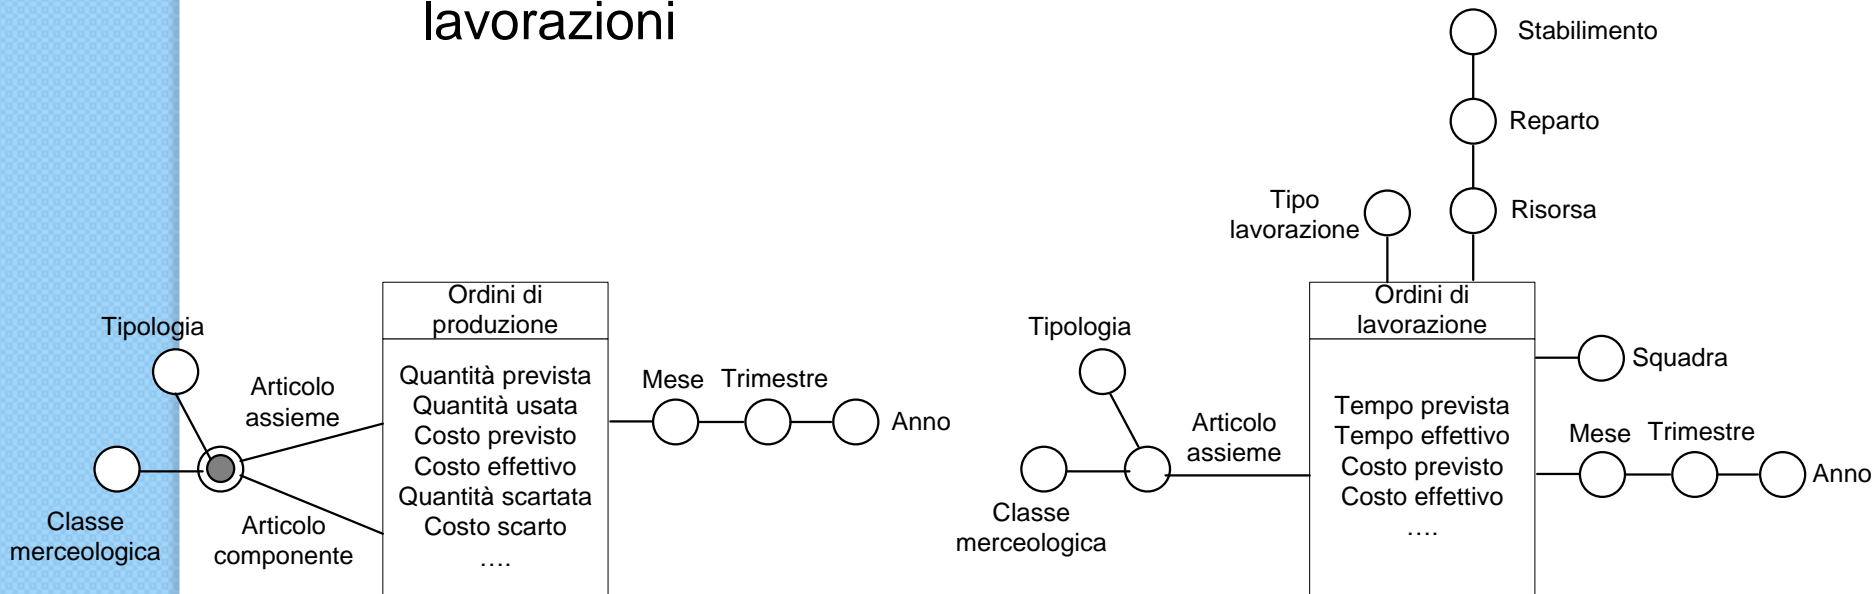 lavorazioni
Tipologia
Articolo
assieme
Classe
merceologica
Articolo
componente
Ordini di
produzione
Quantità prevista
Quantità usata
Costo previsto
Costo effettivo
Quantità scartata
Costo scarto
….
Mese
Trimestre
Anno
Stabilimento
Reparto
Risorsa
Tipo
lavorazione
Tipologia
Articolo
assieme
Classe
merceologica
Ordini di
lavorazione
Tempo prevista
Tempo effettivo
Costo previsto
Costo effettivo
….
Squadra
Mese
Trimestre
Anno